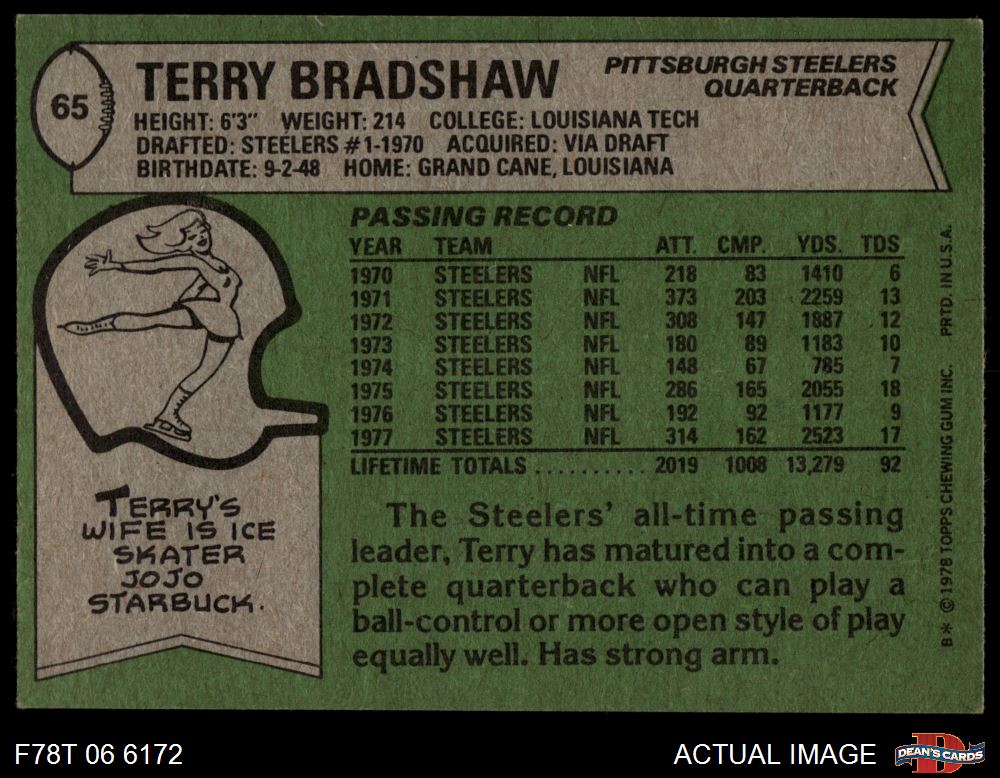 65
TERRY BRADSHAW
PITTSBURGH STEELERS
QUARTERBACK
HEIGHT: 6'3" WEIGHT: 214 COLLEGE: LOUISIANA TECH
DRAFTED: STEELERS #1-1970 ACQUIRED: VIA DRAFT
BIRTHDATE: 9-2-48 HOME: GRAND CANE, LOUISIANA
PASSING RECORD
YEAR TEAM ATT. CMP. YDS. TDS
1970 STEELERS NFL 218 83 1410 6
1971 STEELERS NFL 373 203 2259 13
1972 STEELERS NFL 308 147 1887 12
1973 STEELERS NFL 180 89 1183 10
1974 STEELERS NFL 148 67 785 7
1975 STEELERS NFL 286 165 2055 18
1976 STEELERS NFL 192 92 1177 9
1977 STEELERS NFL 314 162 2523 17
LIFETIME TOTALS .......... 2019 1008 13,279 92
TERRY'S
WIFE IS ICE
SKATER
JOJO
STARBUCK.
The Steelers' all-time passing
leader, Terry has matured into a com-
plete quarterback who can play a
ball-control or more open style of play
equally well. Has strong arm.
B* © 1978 TOPPS CHEWING GUM INC. PRTD. IN U.S.A.
F78T 06 6172
ACTUAL IMAGE
DEAN'S CARDS